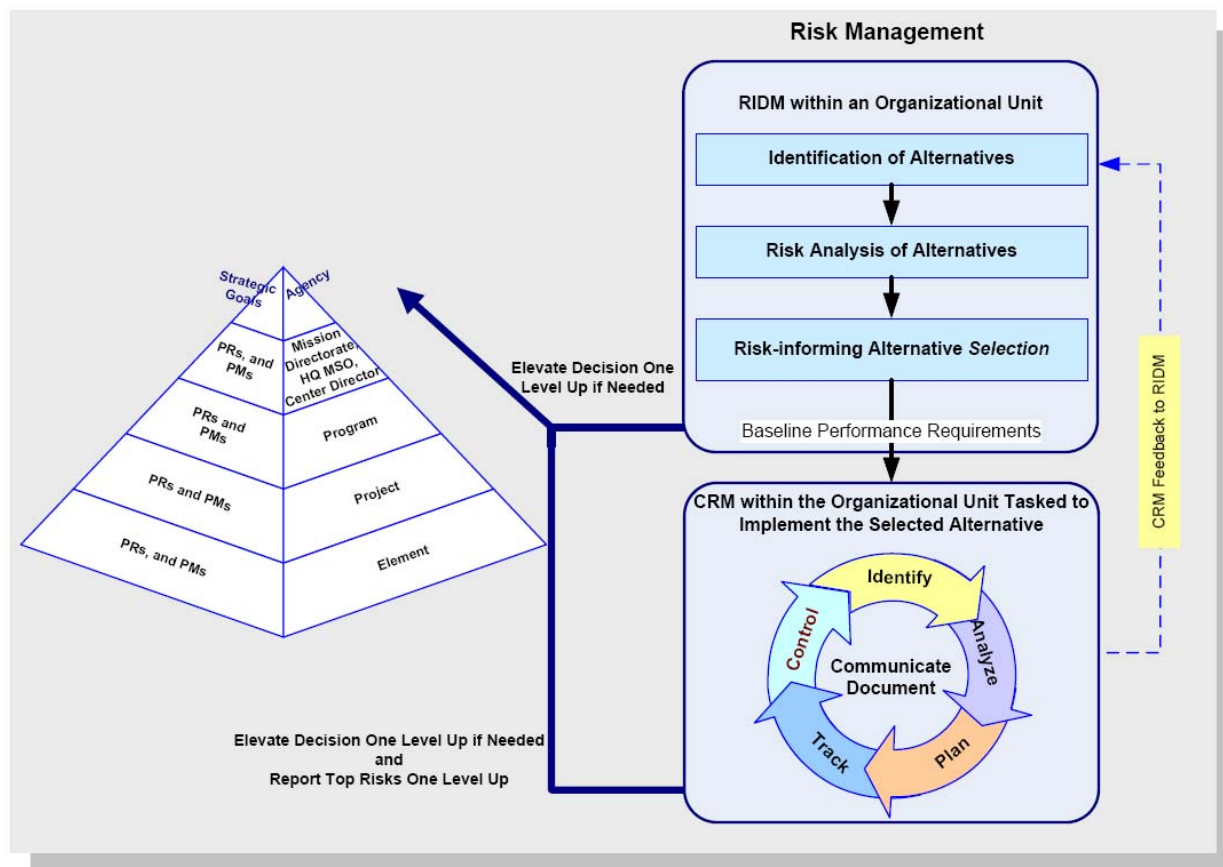 Risk Management
RIDM within an Organizational Unit
Identification of Alternatives
Risk Analysis of Alternatives
Risk-informing Alternative Selection
Baseline Performance Requirements
CRM within the Organizational Unit Tasked to
Implement the Selected Alternative
Identify
Analyze
Plan
Track
Control
Communicate
Document
CRM Feedback to RIDM
Elevate Decision One
Level Up if Needed
Elevate Decision One Level Up if Needed
and
Report Top Risks One Level Up
Strategic
Goals
Agency
PRs, and
PMs
Mission
Directorate,
HQ MSO,
Center Director
PRs and
PMs
Program
PRs and PMs
Project
PRs, and PMs
Element